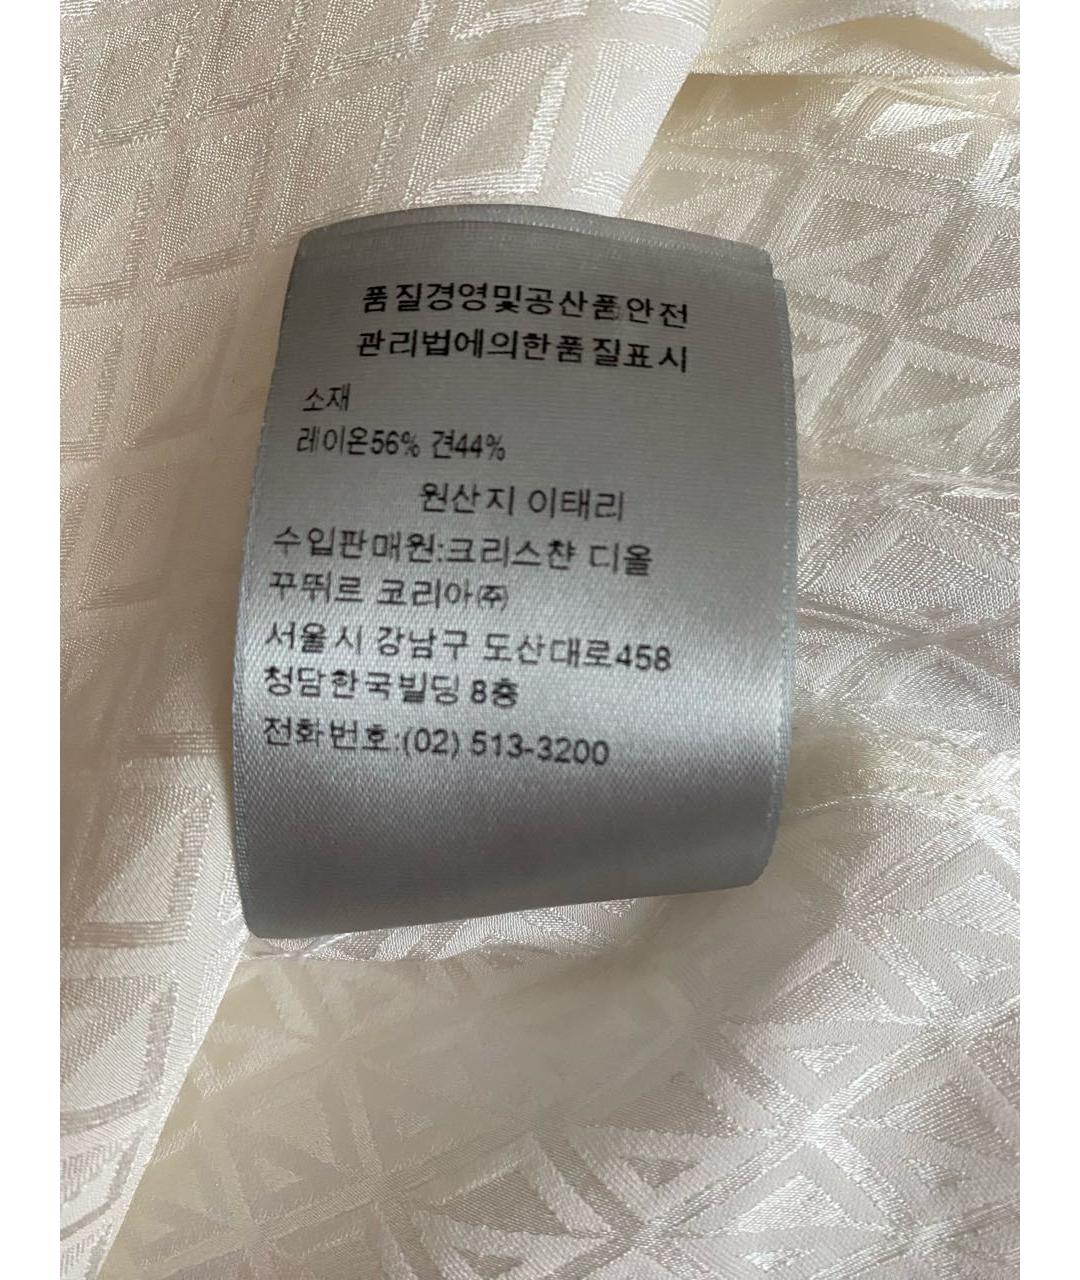 품질경영및공산품안전
관리법에의한품질표시
소재
레이온56% 견44%
원산지 이태리
수입판매원:크리스챤 디올
꾸뛰르 코리아㈜
서울시 강남구 도산대로458
청담한국빌딩 8층
전화번호:(02) 513-3200